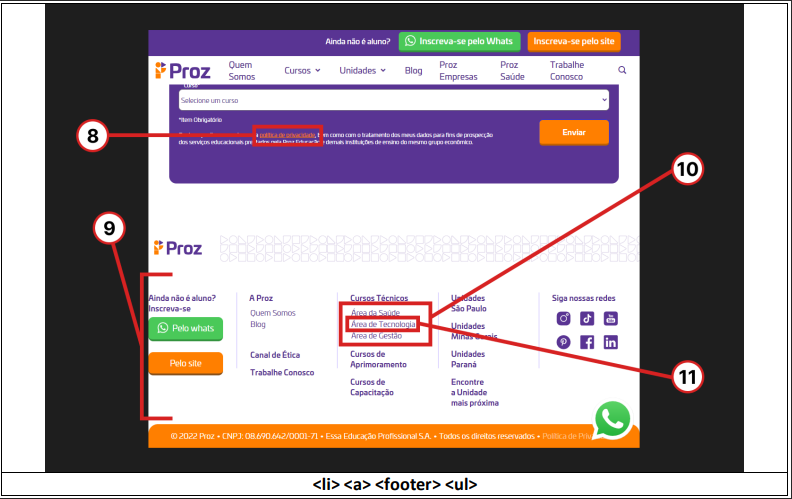 Ainda não é aluno? Inscreva-se pelo Whats Inscreva-se pelo site
Proz Quem Somos Cursos Unidades Blog Proz Empresas Proz Saúde Trabalhe Conosco
Curso*
Selecione um curso
*Item Obrigatório
política de privacidade, bem como com o tratamento dos meus dados para fins de prospecção
dos serviços educacionais prestados pela Proz Educação e demais instituições de ensino do mesmo grupo econômico.
Enviar
8
10
9
Proz
Ainda não é aluno?
Inscreva-se
Pelo whats
Pelo site
A Proz
Quem Somos
Blog
Canal de Ética
Trabalhe Conosco
Cursos Técnicos
Área da Saúde
Área de Tecnologia
Área de Gestão
Cursos de
Aprimoramento
Cursos de
Capacitação
Unidades
São Paulo
Unidades
Minas Gerais
Unidades
Paraná
Encontre
a Unidade
mais próxima
Siga nossas redes
11
© 2022 Proz • CNPJ: 08.690.642/0001-71 • Essa Educação Profissional S.A. • Todos os direitos reservados • Política de
<li> <a> <footer> <ul>